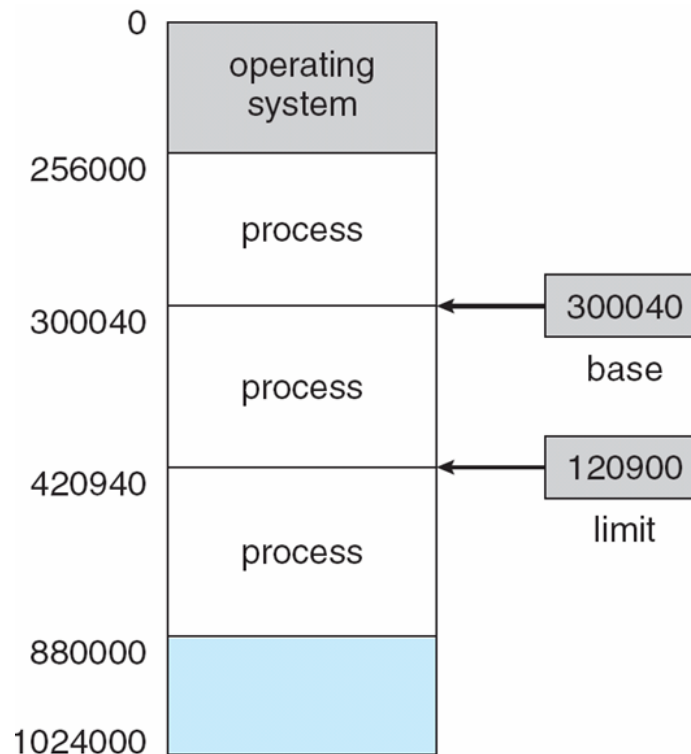 0
operating
system
256000
process
300040
300040
base
process
420940
120900
limit
process
880000
1024000